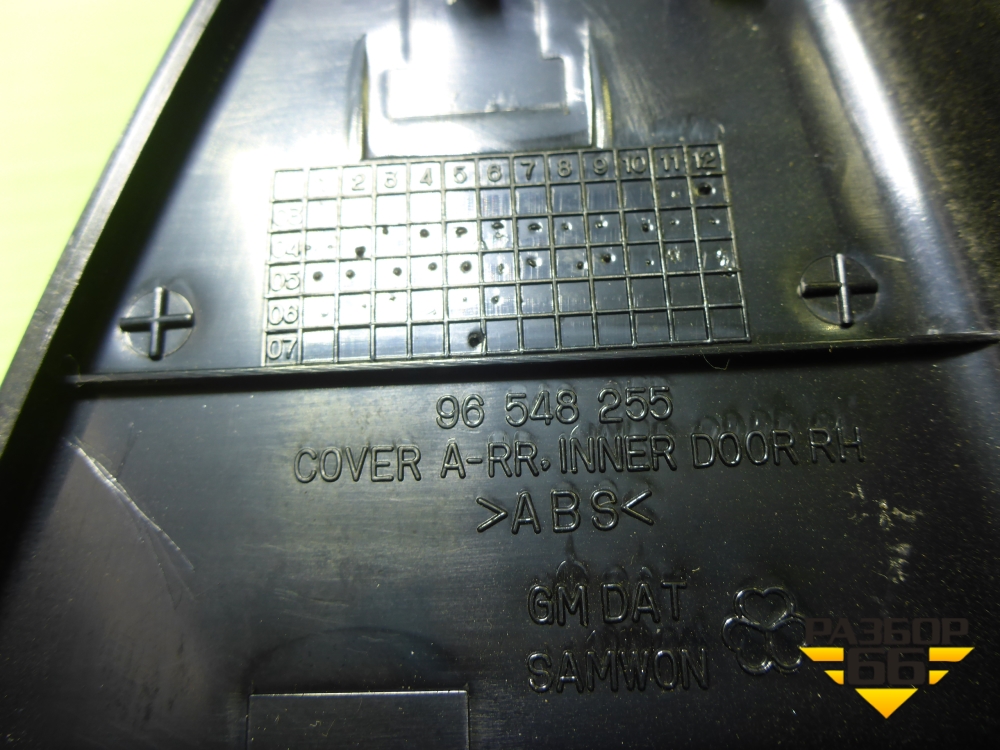 1 2 3 4 5 6 7 8 9 10 11 12
03
04
05
06
07
96 548 255
COVER A-RR. INNER DOOR RH
>ABS<
GM DAT
SAMWON
РАЗБОР
66